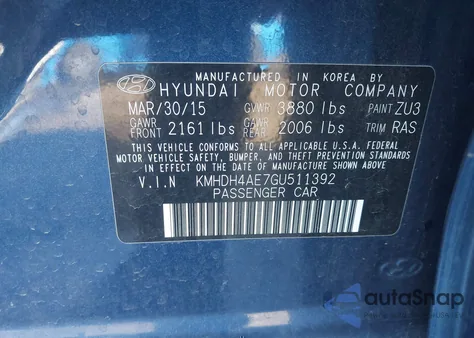 MANUFACTURED IN KOREA BY
HYUNDAI MOTOR COMPANY
MAR/30/15 GVWR 3880 lbs PAINT ZU3
GAWR FRONT 2161 lbs GAWR REAR 2006 lbs TRIM RAS
THIS VEHICLE CONFORMS TO ALL APPLICABLE U.S.A. FEDERAL
MOTOR VEHICLE SAFETY, BUMPER, AND THEFT PREVENTION
STANDARDS IN EFFECT ON THE DATE OF MANUFACTURE
SHOWN ABOVE
V.I.N KMHDH4AE7GU511392
PASSENGER CAR
autoSnap